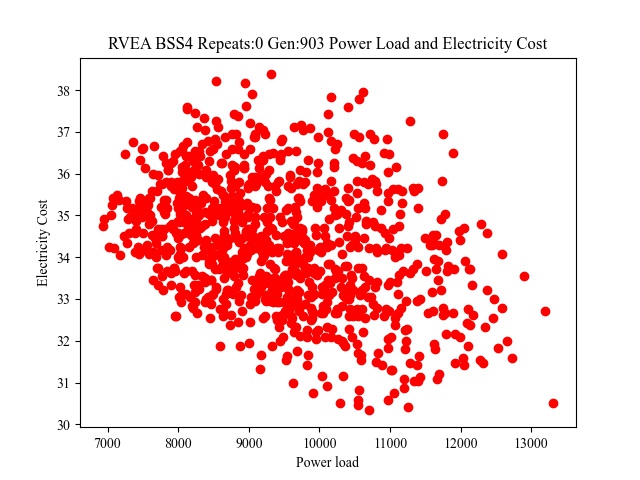 RVEA BSS4 Repeats:0 Gen:903 Power Load and Electricity Cost
38
37
36
35
34
33
32
31
30
Electricity Cost
7000 8000 9000 10000 11000 12000 13000
Power load